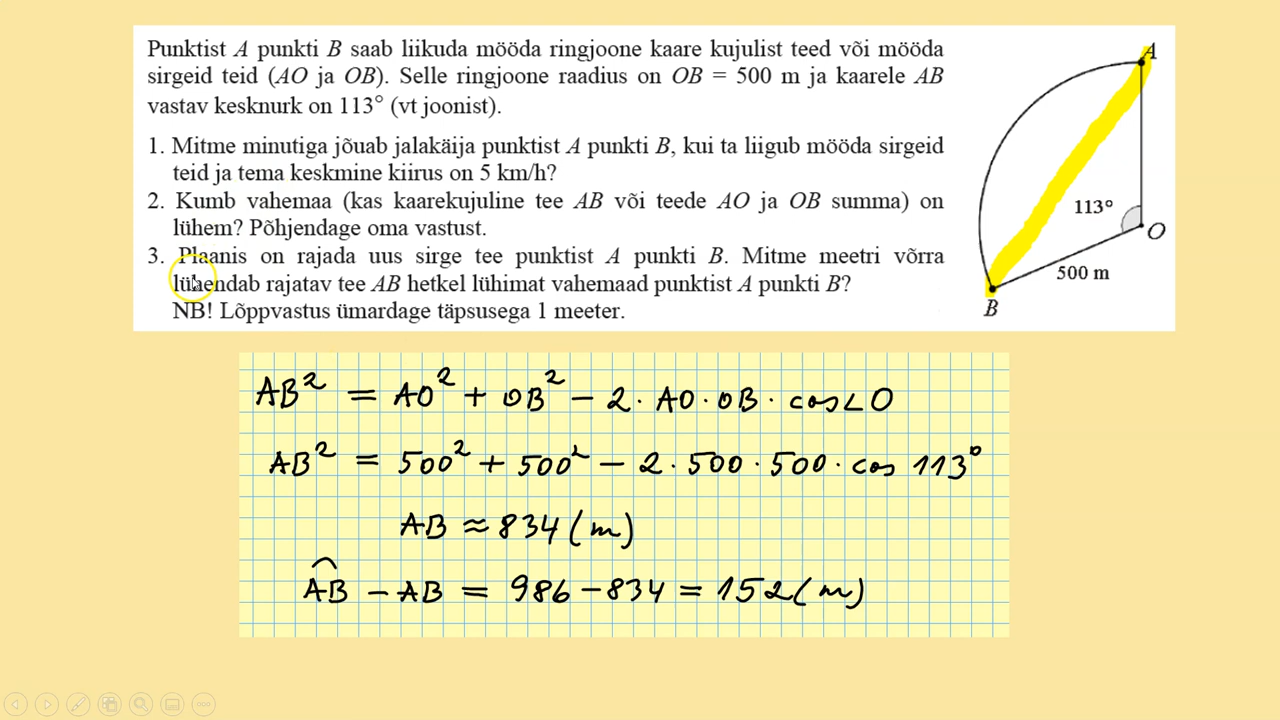 Punktist A punkti B saab liikuda mööda ringjoone kaare kujulist teed või mööda
sirgeid teid (AO ja OB). Selle ringjoone raadius on OB = 500 m ja kaarele AB
vastav kesknurk on 113° (vt joonist).
1. Mitme minutiga jõuab jalakäija punktist A punkti B, kui ta liigub mööda sirgeid
teid ja tema keskmine kiirus on 5 km/h?
2. Kumb vahemaa (kas kaarekujuline tee AB või teede AO ja OB summa) on
lühem? Põhjendage oma vastust.
3. Plaanis on rajada uus sirge tee punktist A punkti B. Mitme meetri võrra
lühendab rajatav tee AB hetkel lühimat vahemaad punktist A punkti B?
NB! Lõppvastus ümardage täpsusega 1 meeter.
A
113°
O
500 m
B
AB² = AO² + OB² − 2 · AO · OB · cos∠O
AB² = 500² + 500² − 2 · 500 · 500 · cos 113°
AB ≈ 834 (m)
A͡B − AB = 986 − 834 = 152 (m)